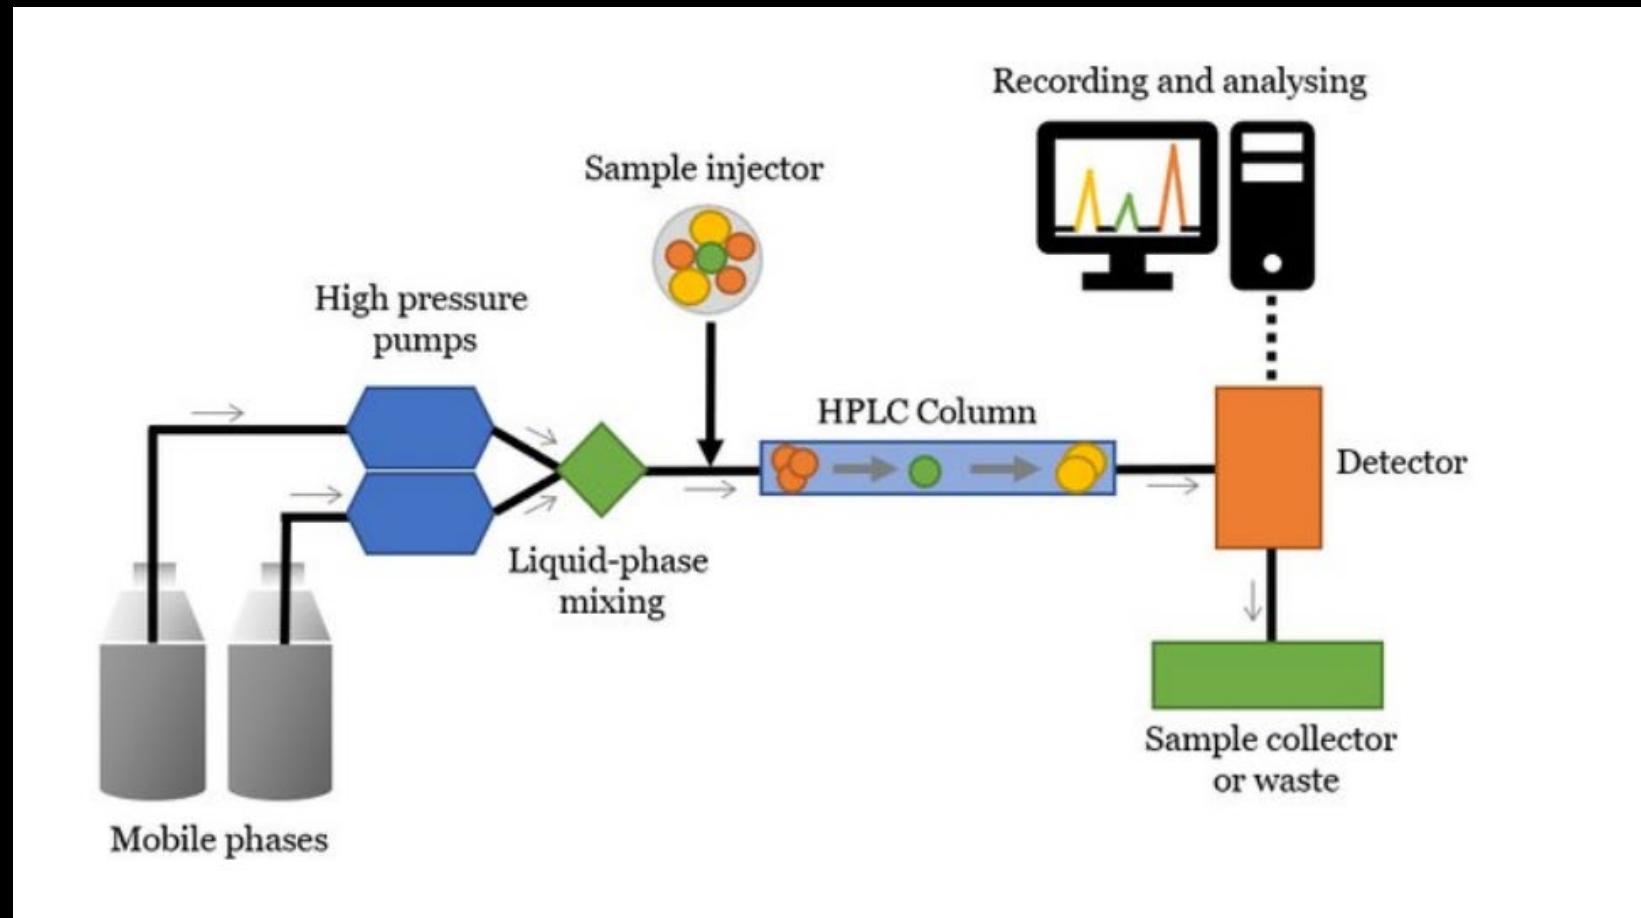 Recording and analysing
Sample injector
High pressure
pumps
HPLC Column
Detector
Liquid-phase
mixing
Sample collector
or waste
Mobile phases